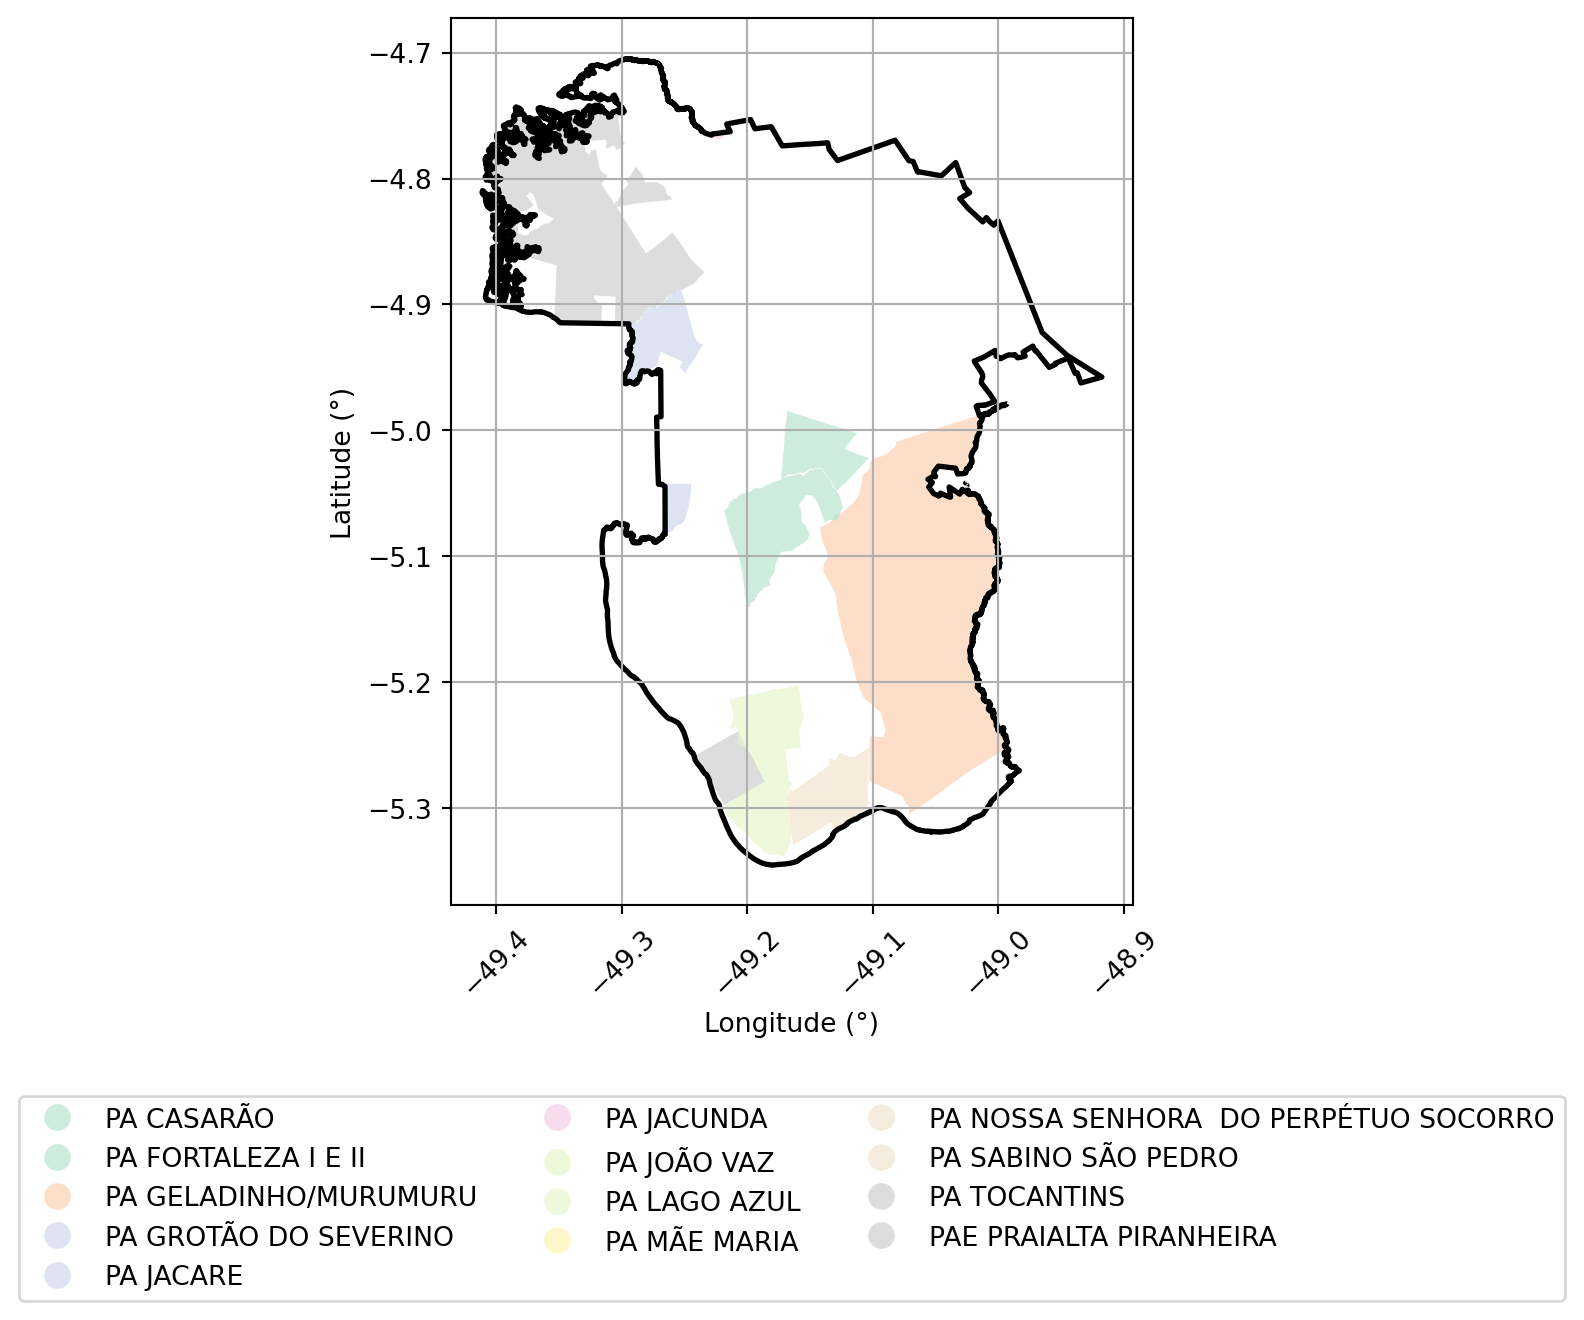 −4.7
−4.8
−4.9
−5.0
−5.1
−5.2
−5.3
Latitude (°)
−49.4
−49.3
−49.2
−49.1
−49.0
−48.9
Longitude (°)
PA CASARÃO
PA FORTALEZA I E II
PA GELADINHO/MURUMURU
PA GROTÃO DO SEVERINO
PA JACARE
PA JACUNDA
PA JOÃO VAZ
PA LAGO AZUL
PA MÃE MARIA
PA NOSSA SENHORA  DO PERPÉTUO SOCORRO
PA SABINO SÃO PEDRO
PA TOCANTINS
PAE PRAIALTA PIRANHEIRA